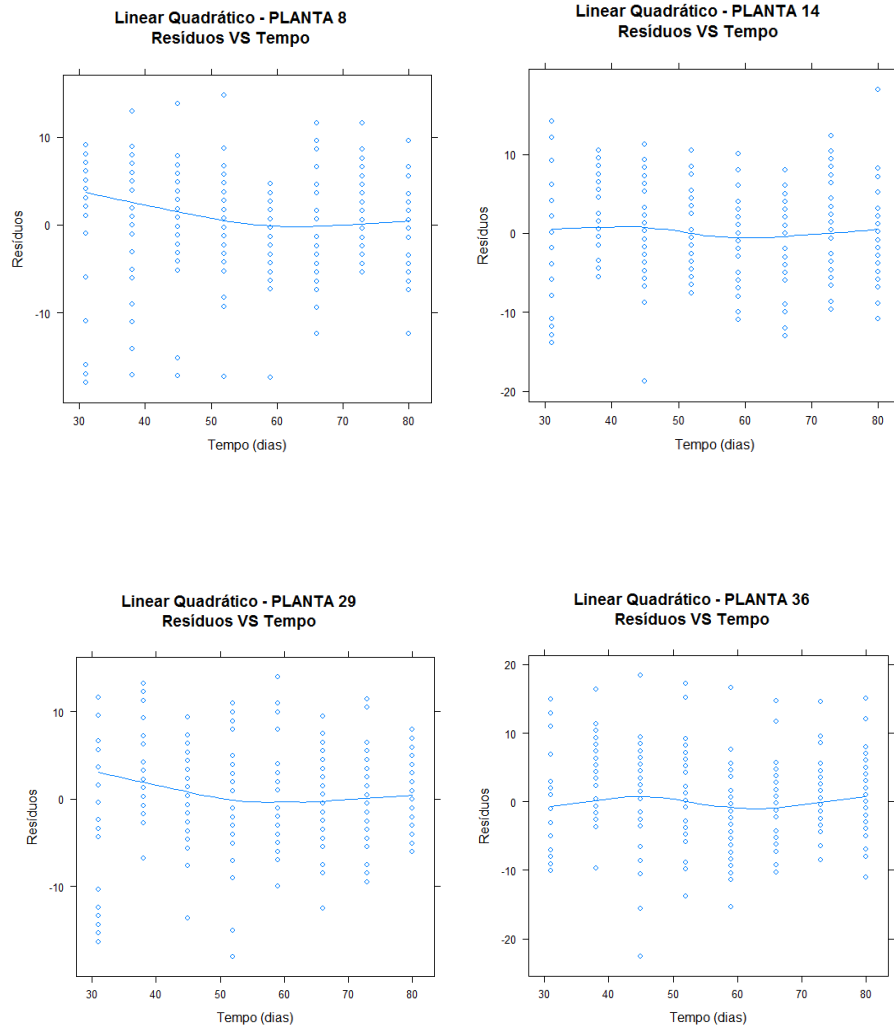 Linear Quadrático - PLANTA 8
Resíduos VS Tempo
10
0
-10
Resíduos
30 40 50 60 70 80
Tempo (dias)
Linear Quadrático - PLANTA 14
Resíduos VS Tempo
10
0
-10
-20
Resíduos
30 40 50 60 70 80
Tempo (dias)
Linear Quadrático - PLANTA 29
Resíduos VS Tempo
10
0
-10
Resíduos
30 40 50 60 70 80
Tempo (dias)
Linear Quadrático - PLANTA 36
Resíduos VS Tempo
20
10
0
-10
-20
Resíduos
30 40 50 60 70 80
Tempo (dias)